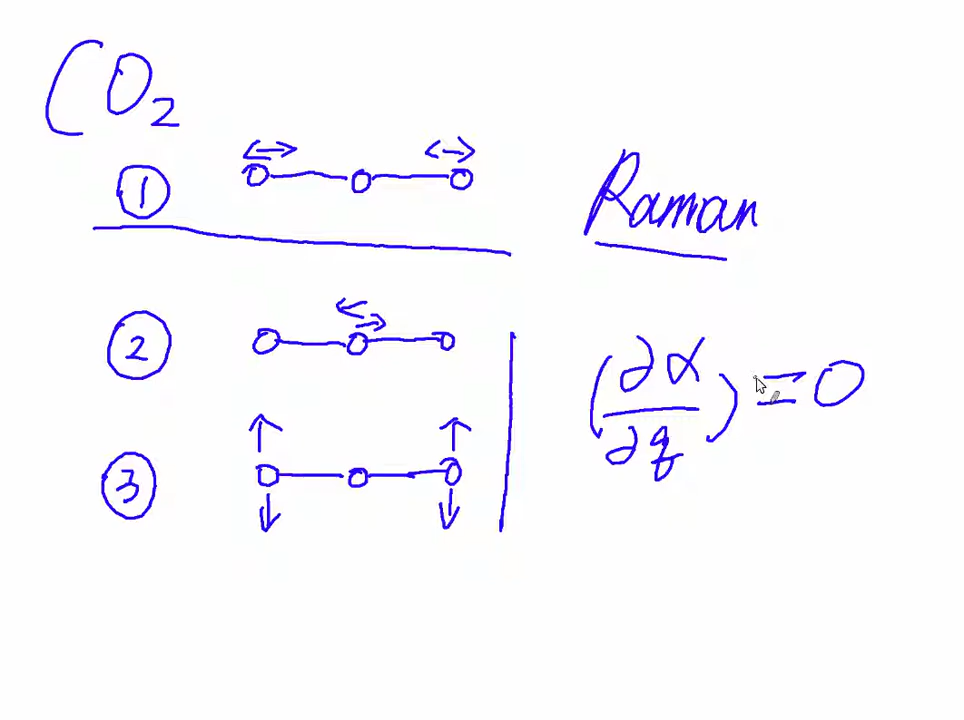 CO₂
①
Raman
②
(∂α/∂q) = 0
③